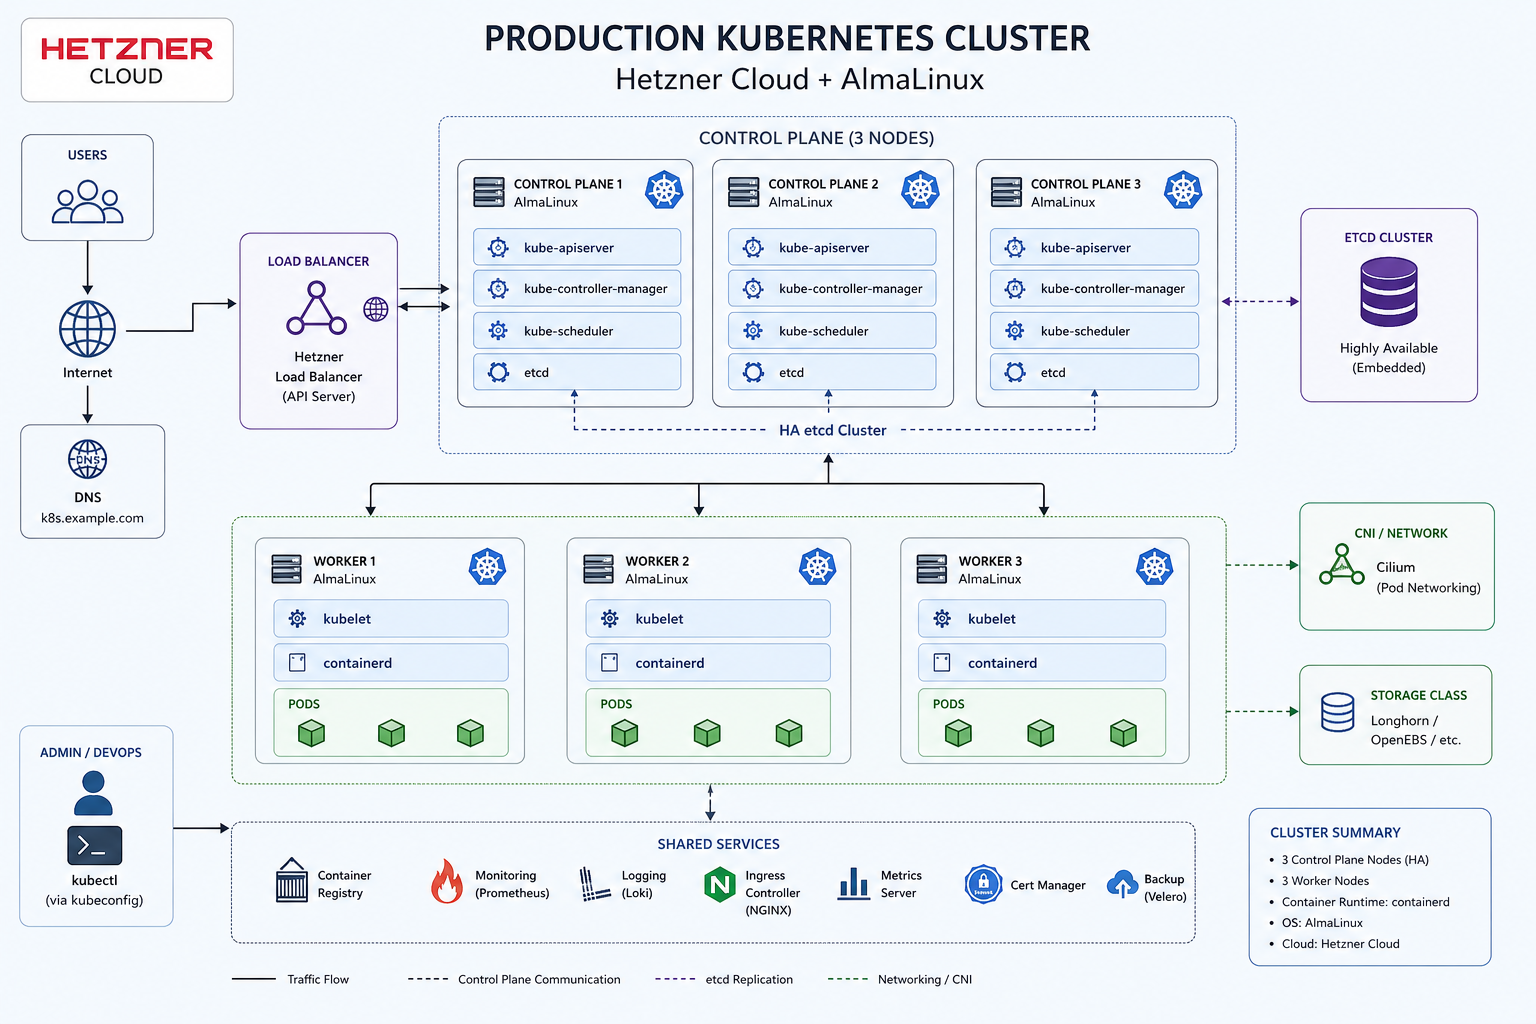 HETZNER
CLOUD
PRODUCTION KUBERNETES CLUSTER
Hetzner Cloud + AlmaLinux
USERS
Internet
DNS
DNS
k8s.example.com
LOAD BALANCER
Hetzner
Load Balancer
(API Server)
CONTROL PLANE (3 NODES)
CONTROL PLANE 1
AlmaLinux
kube-apiserver
kube-controller-manager
kube-scheduler
etcd
CONTROL PLANE 2
AlmaLinux
kube-apiserver
kube-controller-manager
kube-scheduler
etcd
CONTROL PLANE 3
AlmaLinux
kube-apiserver
kube-controller-manager
kube-scheduler
etcd
HA etcd Cluster
ETCD CLUSTER
Highly Available
(Embedded)
WORKER 1
AlmaLinux
kubelet
containerd
PODS
WORKER 2
AlmaLinux
kubelet
containerd
PODS
WORKER 3
AlmaLinux
kubelet
containerd
PODS
CNI / NETWORK
Cilium
(Pod Networking)
STORAGE CLASS
Longhorn /
OpenEBS / etc.
ADMIN / DEVOPS
kubectl
(via kubeconfig)
SHARED SERVICES
Container
Registry
Monitoring
(Prometheus)
Logging
(Loki)
N
Ingress
Controller
(NGINX)
Metrics
Server
Cert Manager
Backup
(Velero)
CLUSTER SUMMARY
• 3 Control Plane Nodes (HA)
• 3 Worker Nodes
• Container Runtime: containerd
• OS: AlmaLinux
• Cloud: Hetzner Cloud
Traffic Flow
Control Plane Communication
etcd Replication
Networking / CNI